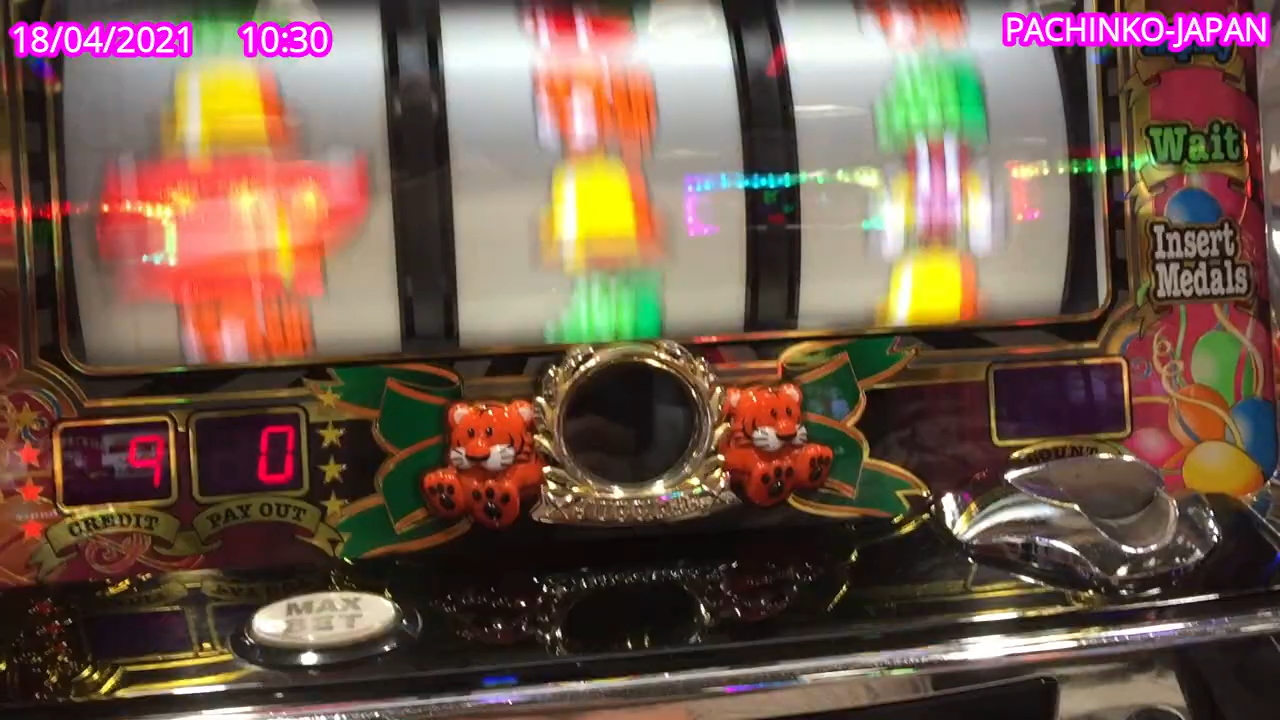 18/04/2021 10:30
PACHINKO-JAPAN
Wait
Insert
Medals
9
0
CREDIT
PAY OUT
MAX
BET